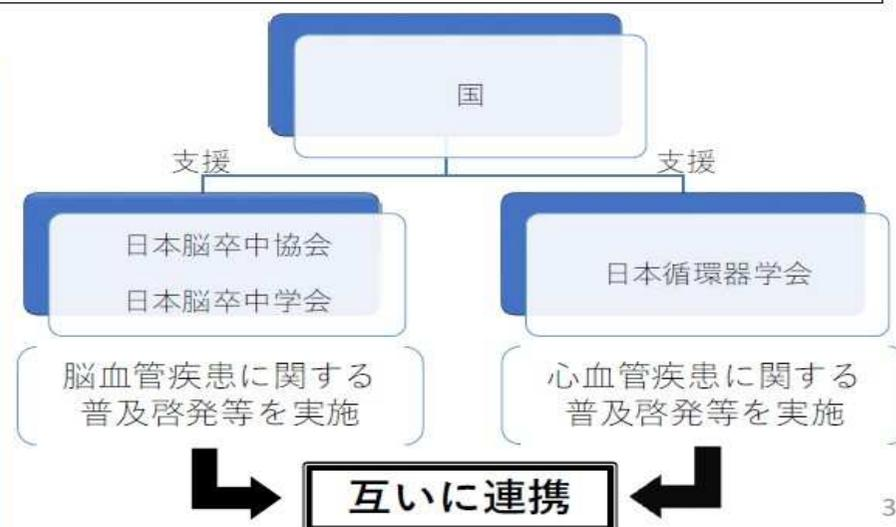 国
支援
支援
日本脳卒中協会
日本脳卒中学会
日本循環器学会
脳血管疾患に関する
普及啓発等を実施
心血管疾患に関する
普及啓発等を実施
互いに連携
3